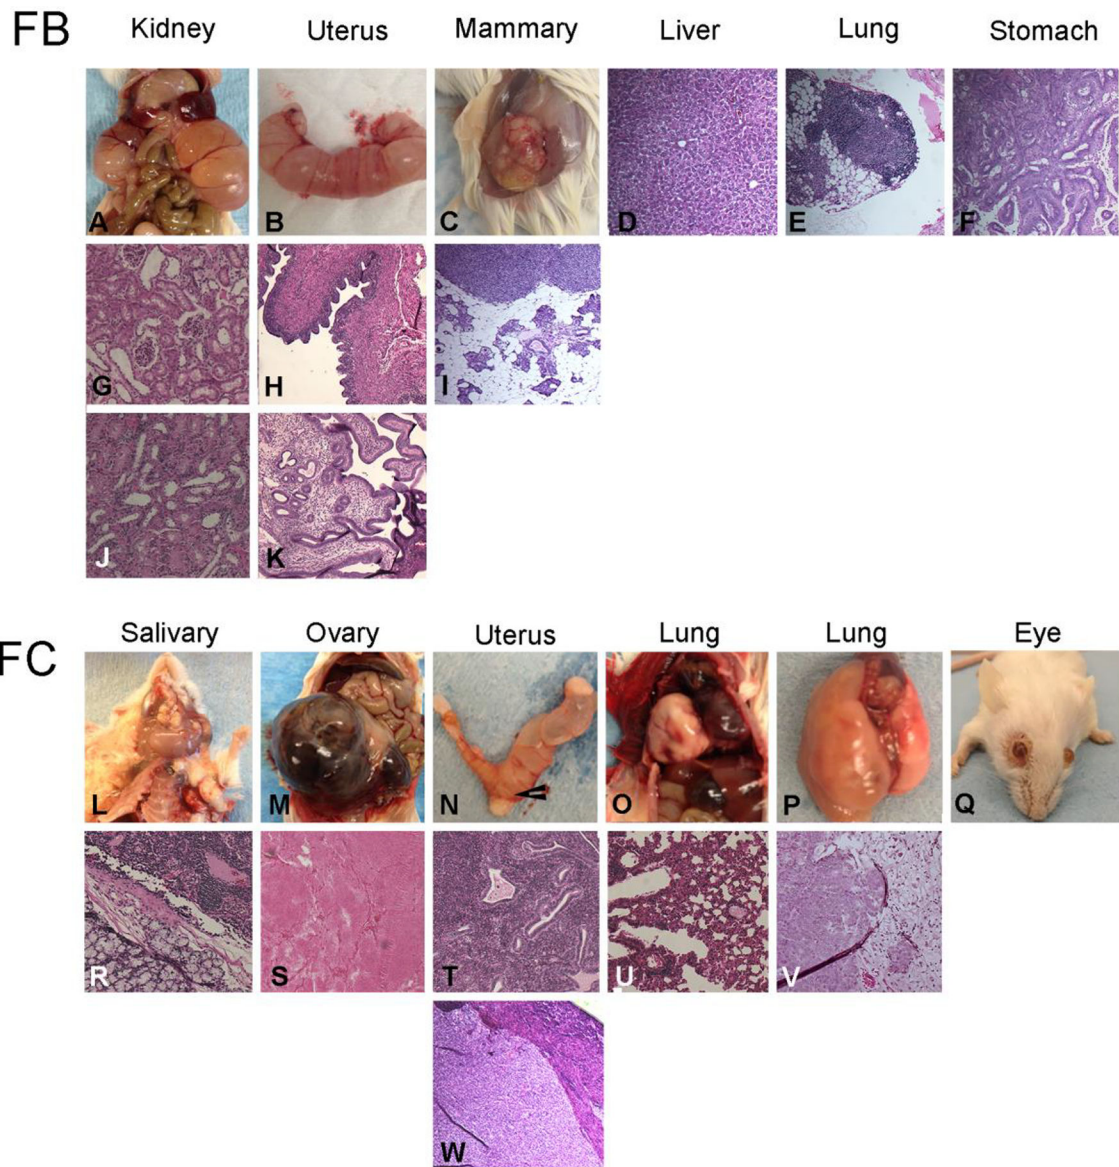 FB Kidney Uterus Mammary Liver Lung Stomach
A B C D E F
G H I
J K
FC Salivary Ovary Uterus Lung Lung Eye
L M N O P Q
R S T U V
W